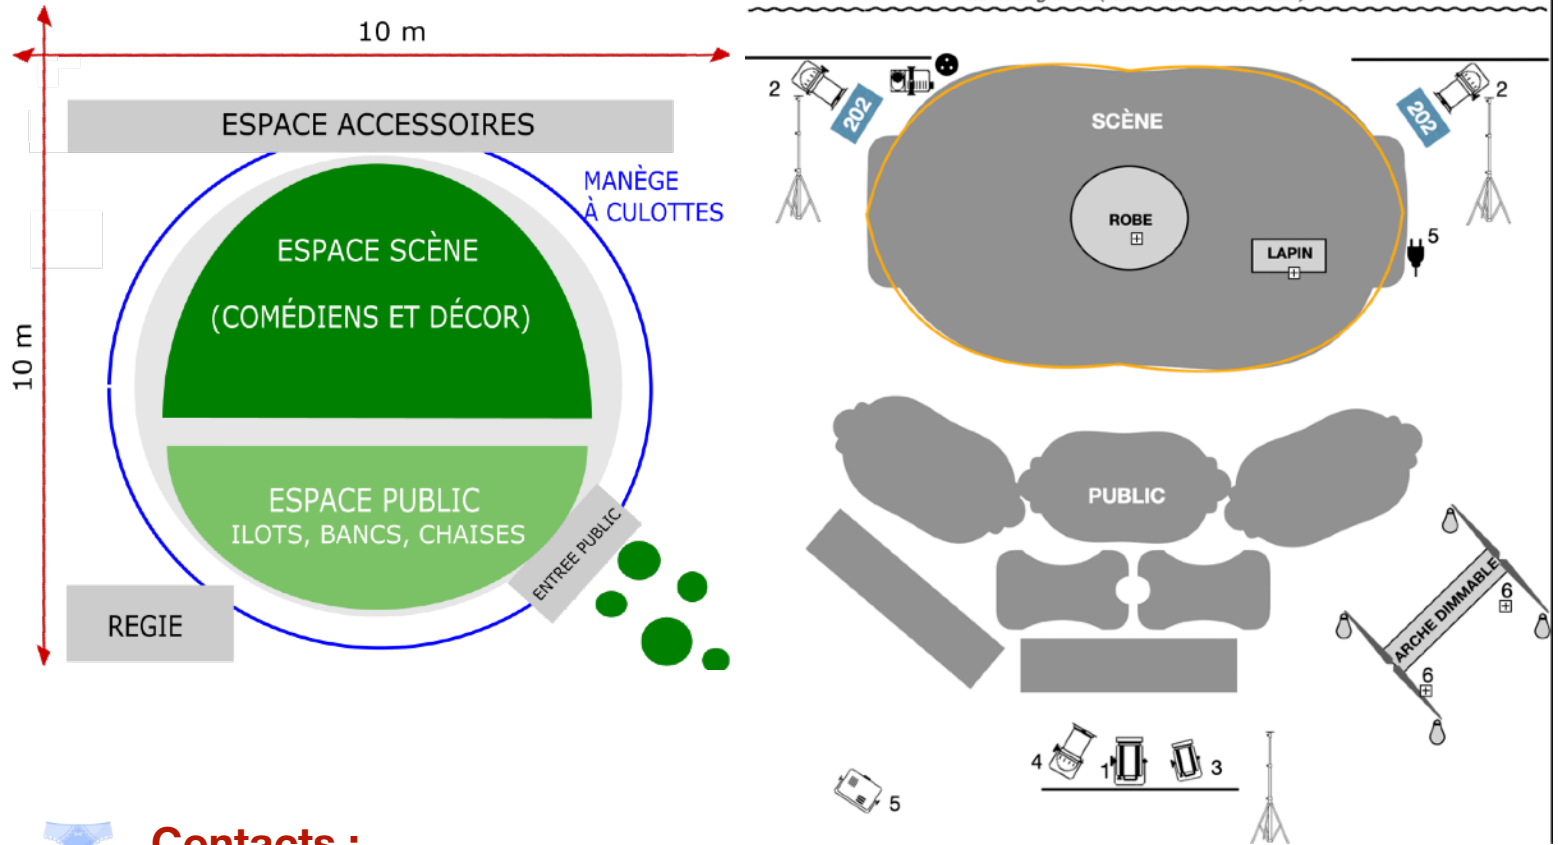 10 m
10 m
ESPACE ACCESSOIRES
MANÈGE
À CULOTTES
ESPACE SCÈNE
(COMÉDIENS ET DÉCOR)
ESPACE PUBLIC
ILOTS, BANCS, CHAISES
ENTREE PUBLIC
REGIE
Contacts :
2
202
SCÈNE
202
2
ROBE
LAPIN
5
PUBLIC
ARCHE DIMMABLE
6
6
4
1
3
5